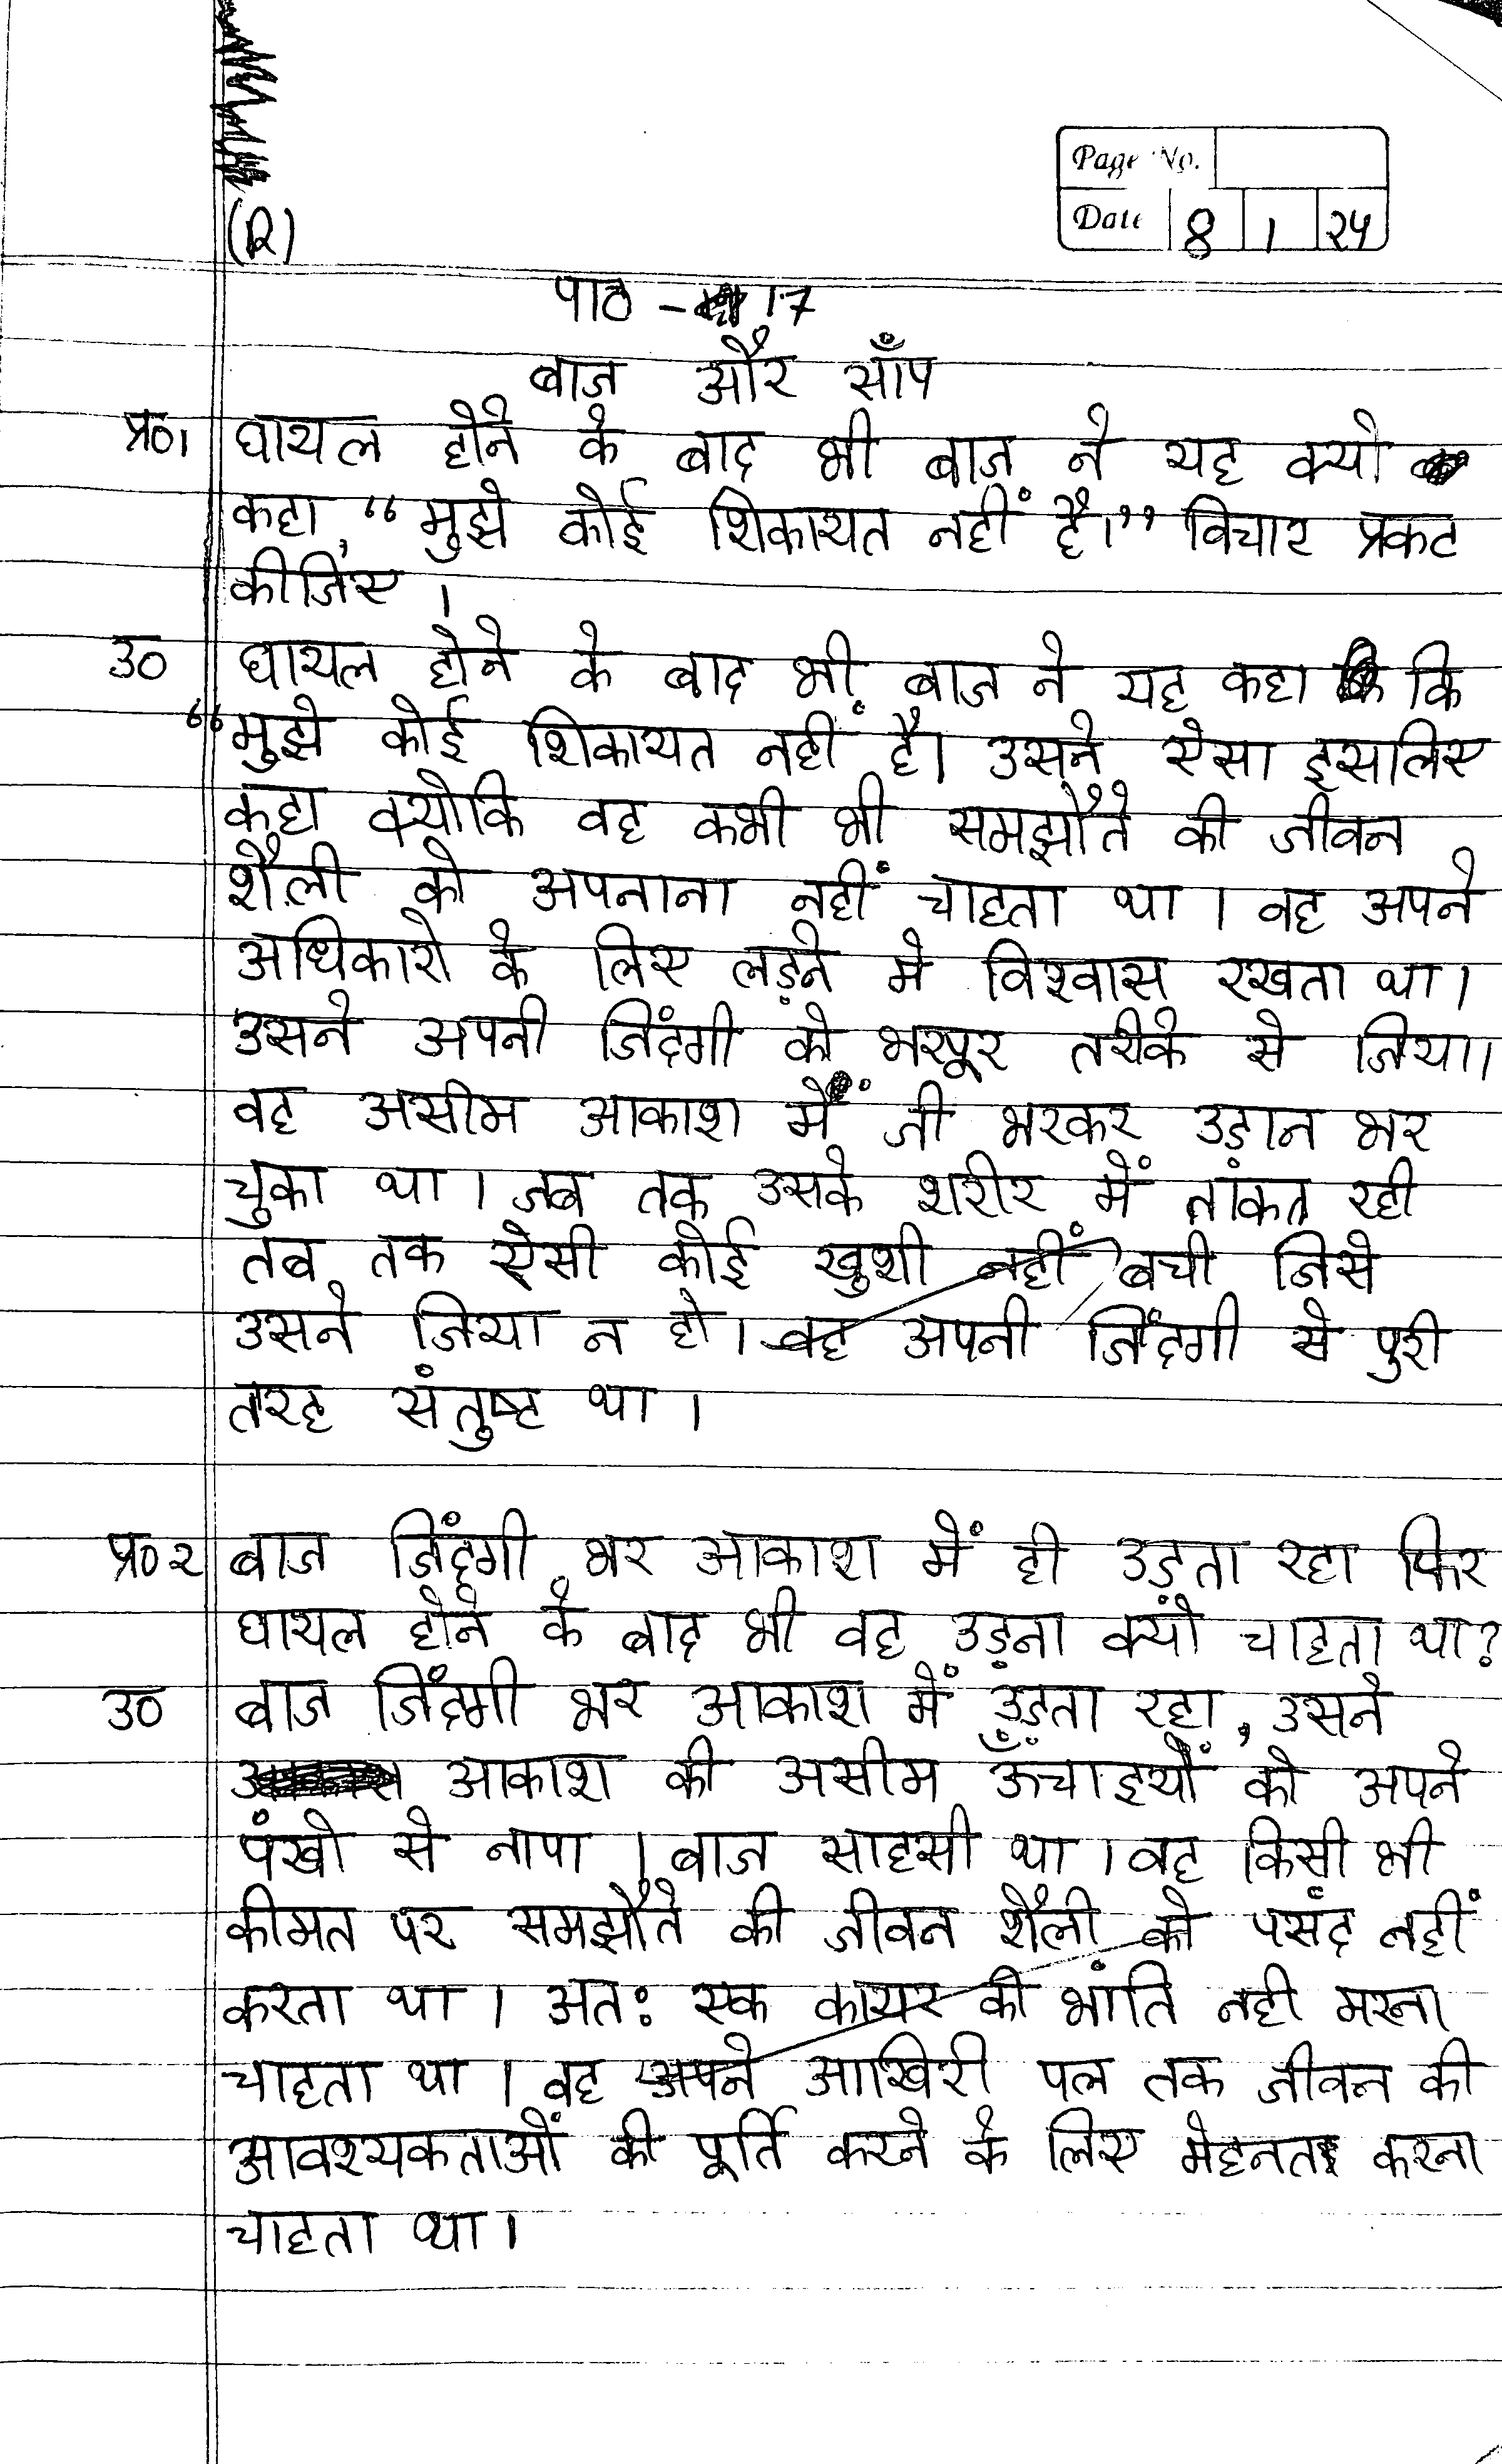 Page No.
Date 8 1 २५
(R)
पाठ - 17
बाज और साँप
प्र०1 घायल होने के बाद भी बाज ने यह क्यो
कहा, “मुझे कोई शिकायत नहीं है।” विचार प्रकट
कीजिए ।
उ० घायल होने के बाद भी बाज ने यह कहा कि
“मुझे कोई शिकायत नहीं है। उसने ऐसा इसलिए
कहा क्योकि वह कभी भी समझौते की जीवन
शैली को अपनाना नहीं चाहता था । वह अपने
अधिकारो के लिए लड़ने मे विश्वास रखता था।
उसने अपनी जिंदगी को भरपूर तरीके से जिया।
वह असीम आकाश में जी भरकर उड़ान भर
चुका था । जब तक उसके शरीर में तांकत रही
तब तक ऐसी कोई खुशी नहीं बची जिसे
उसने जिया न हो । वह अपनी जिंदगी से पुरी
तरह संतुष्ट था ।
प्र० २ बाज जिंदगी भर आकाश में ही उड़ता रहा फिर
घायल होने के बाद भी वह उड़ना क्यों चाहता था?
उ० बाज जिंदगी भर आकाश में उड़ता रहा, उसने
आकाश की असीम ऊँचाइयों को अपने
पंखो से नापा । बाज साहसी था । वह किसी भी
कीमत पर समझौते की जीवन शैली को पसंद नहीं
करता था । अतः एक कायर की भांति नही मरना
चाहता था । वह अपने आखिरी पल तक जीवन की
आवश्यकताओं की पूर्ति करने के लिए मेहनत करना
चाहता था ।